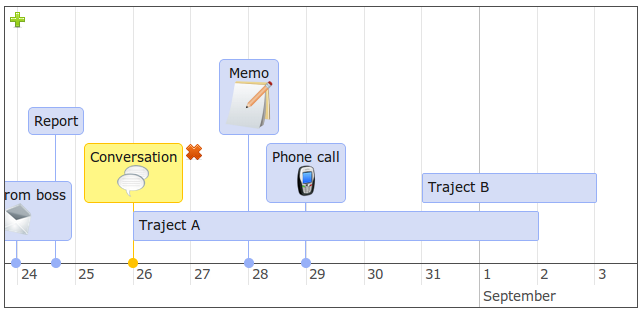 Memo
Report
Conversation
Phone call
rom boss
Traject B
Traject A
24 25 26 27 28 29 30 31 1 2 3
September